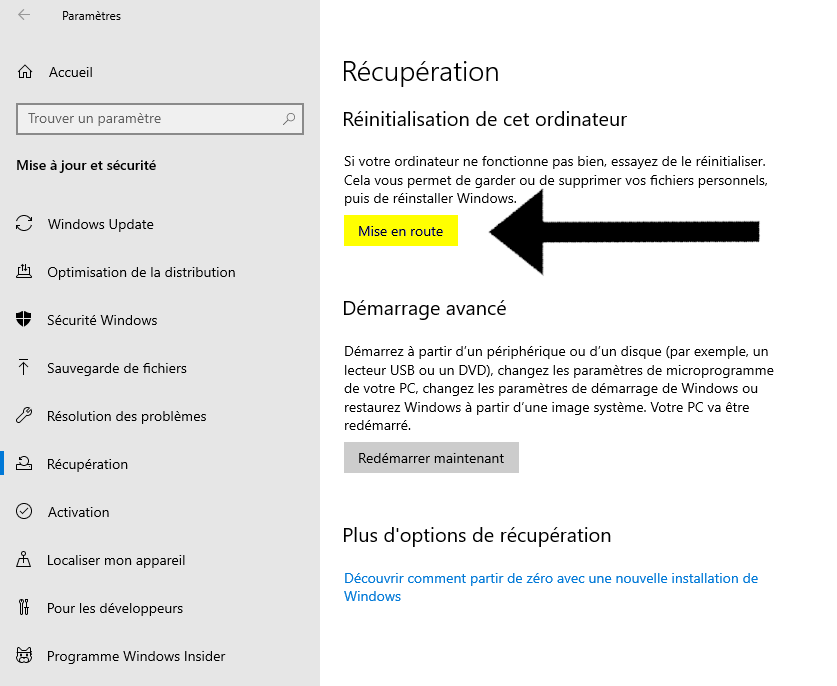 Paramètres
Accueil
Trouver un paramètre
Mise à jour et sécurité
Windows Update
Optimisation de la distribution
Sécurité Windows
Sauvegarde de fichiers
Résolution des problèmes
Récupération
Activation
Localiser mon appareil
Pour les développeurs
Programme Windows Insider
Récupération
Réinitialisation de cet ordinateur
Si votre ordinateur ne fonctionne pas bien, essayez de le réinitialiser.
Cela vous permet de garder ou de supprimer vos fichiers personnels,
puis de réinstaller Windows.
Mise en route
Démarrage avancé
Démarrez à partir d’un périphérique ou d’un disque (par exemple, un
lecteur USB ou un DVD), changez les paramètres de microprogramme
de votre PC, changez les paramètres de démarrage de Windows ou
restaurez Windows à partir d’une image système. Votre PC va être
redémarré.
Redémarrer maintenant
Plus d'options de récupération
Découvrir comment partir de zéro avec une nouvelle installation de
Windows